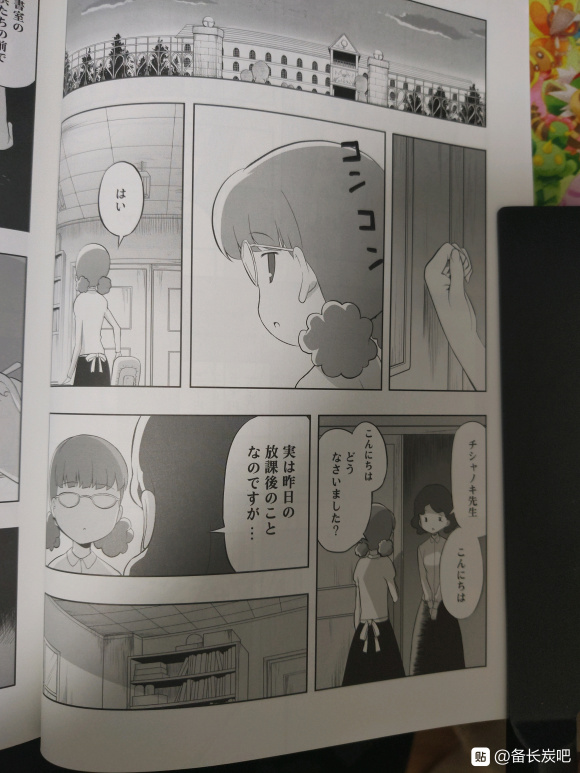 書室の
たちの前で
コンコン
はい
チシャノキ先生
こんにちは
こんにちは
どう
なさいました?
実は昨日の
放課後のこと
なのですが…
贴 @备长炭吧